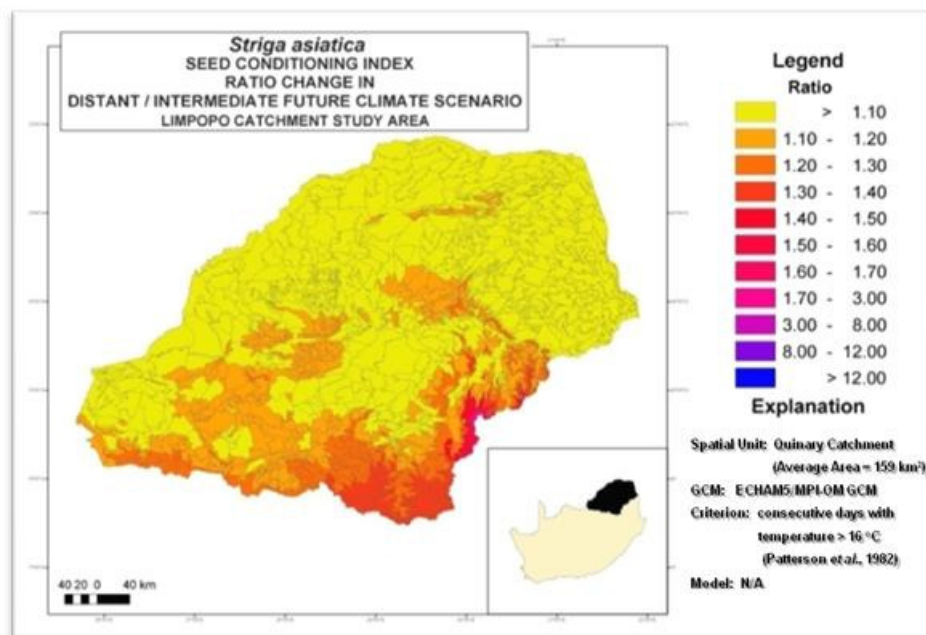 Striga asiatica
SEED CONDITIONING INDEX
RATIO CHANGE IN
DISTANT / INTERMEDIATE FUTURE CLIMATE SCENARIO
LIMPOPO CATCHMENT STUDY AREA
Legend
Ratio
> 1.10
1.10 - 1.20
1.20 - 1.30
1.30 - 1.40
1.40 - 1.50
1.50 - 1.60
1.60 - 1.70
1.70 - 3.00
3.00 - 8.00
8.00 - 12.00
> 12.00
Explanation
Spatial Unit: Quinary Catchment
(Average Area = 159 km²)
GCM: ECHAM5/MPI-OM GCM
Criterion: consecutive days with
temperature > 16 °C
(Patterson et al., 1982)
Model: N/A
40 20 0 40 km